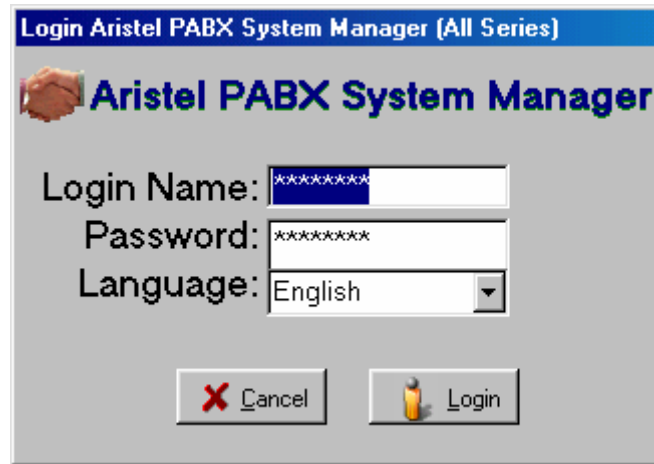 Login Aristel PABX System Manager (All Series)
Aristel PABX System Manager
Login Name: ********
Password: ********
Language: English
Cancel Login